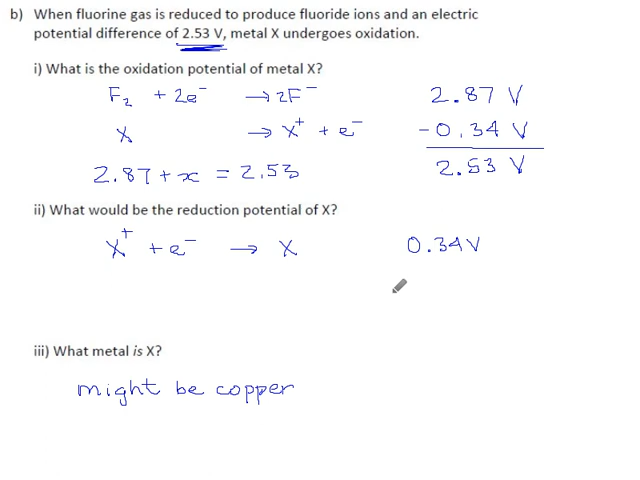 b) When fluorine gas is reduced to produce fluoride ions and an electric
potential difference of 2.53 V, metal X undergoes oxidation.
i) What is the oxidation potential of metal X?
F₂ + 2e⁻ → 2F⁻ 2.87 V
X → X⁺ + e⁻ -0.34 V
2.87 + x = 2.53 2.53 V
ii) What would be the reduction potential of X?
X⁺ + e⁻ → X 0.34V
iii) What metal is X?
might be copper